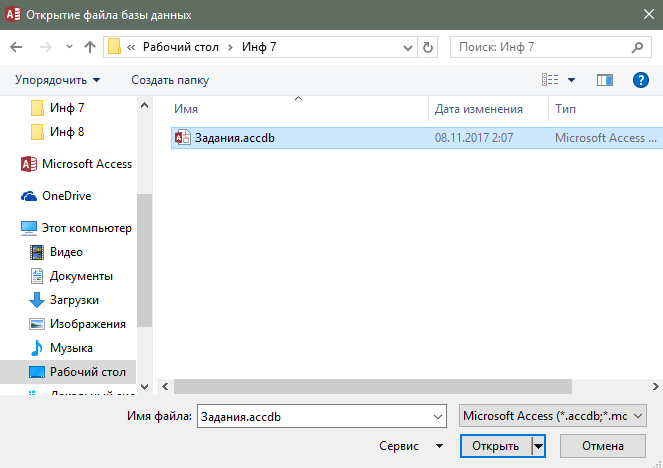 Открытие файла базы данных
« Рабочий стол › Инф 7
Поиск: Инф 7
Упорядочить
Создать папку
Имя
Дата изменения
Тип
Инф 7
Инф 8
Microsoft Access
OneDrive
Этот компьютер
Видео
Документы
Загрузки
Изображения
Музыка
Рабочий стол
Задания.accdb
08.11.2017 2:07
Microsoft Access ...
Имя файла:
Задания.accdb
Microsoft Access (*.accdb;*.md
Сервис
Открыть
Отмена